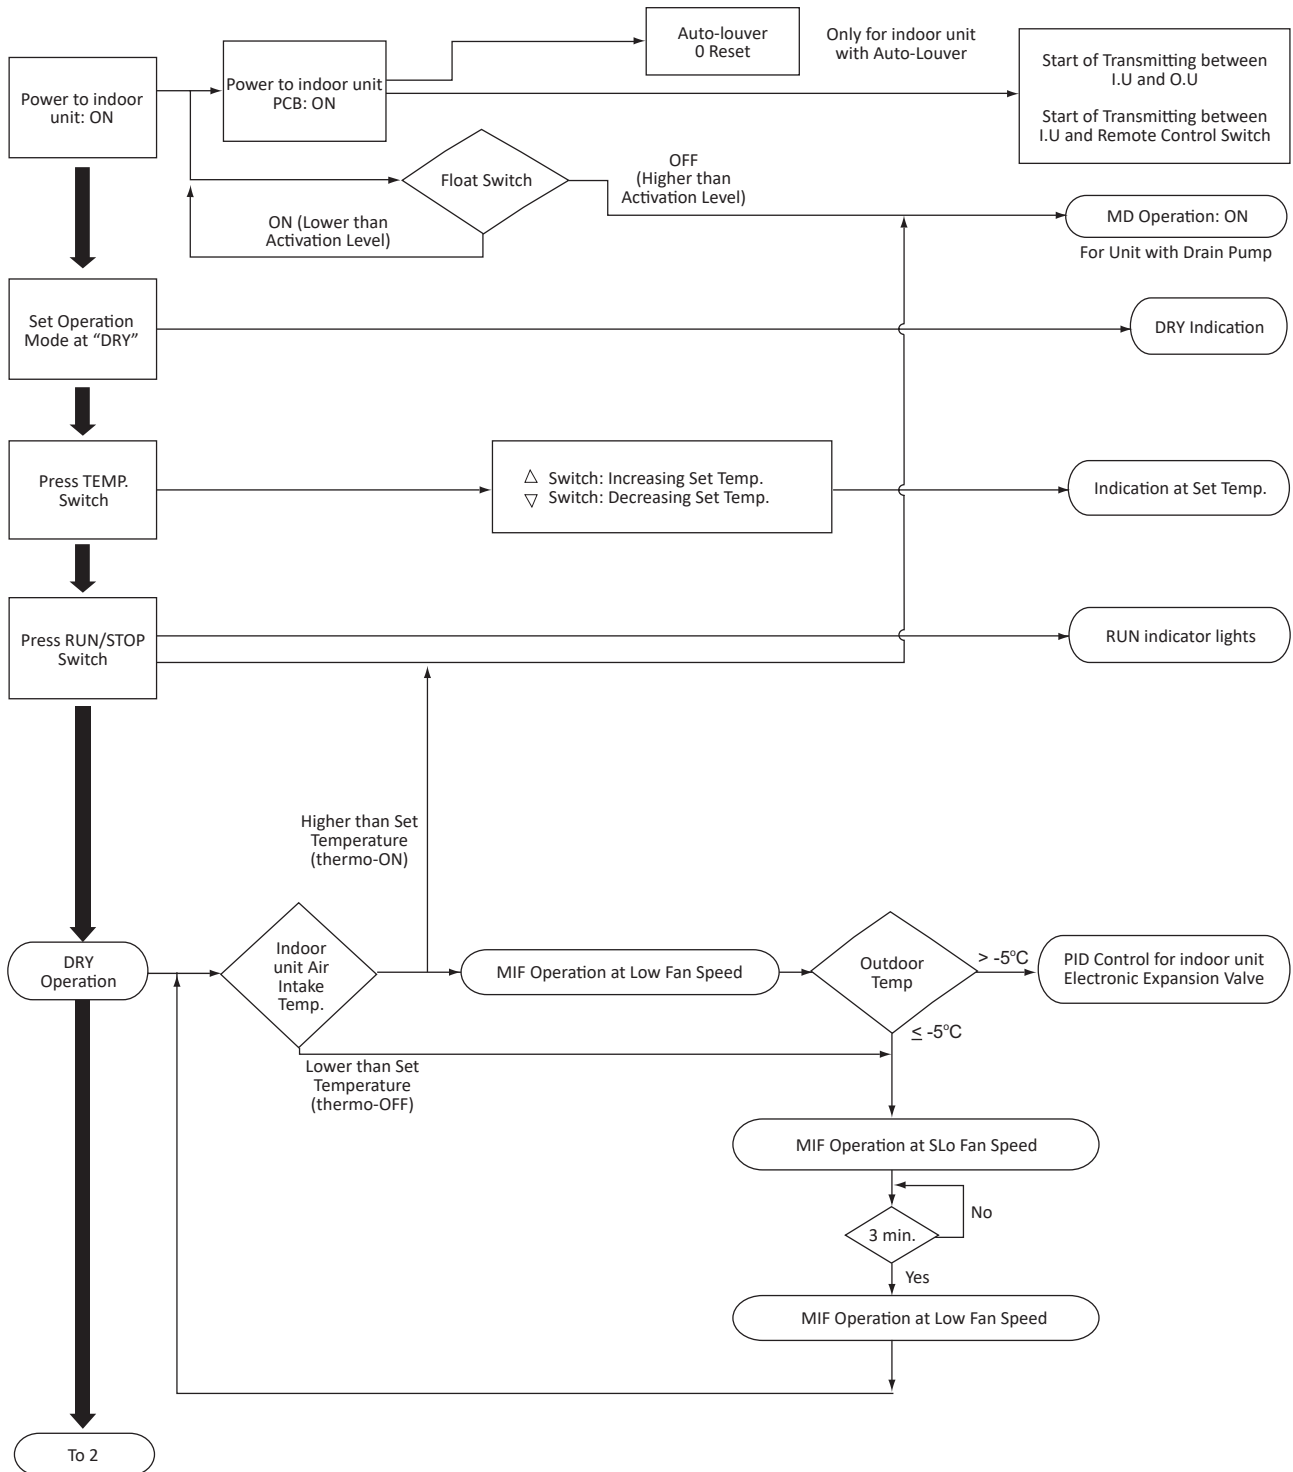 Auto-louver
0 Reset
Only for indoor unit
with Auto-Louver
Start of Transmitting between
I.U and O.U
Start of Transmitting between
I.U and Remote Control Switch
Power to indoor
unit: ON
Power to indoor unit
PCB: ON
Float Switch
OFF
(Higher than
Activation Level)
ON (Lower than
Activation Level)
MD Operation: ON
For Unit with Drain Pump
Set Operation
Mode at “DRY”
DRY Indication
Press TEMP.
Switch
△ Switch: Increasing Set Temp.
▽ Switch: Decreasing Set Temp.
Indication at Set Temp.
Press RUN/STOP
Switch
RUN indicator lights
Higher than Set
Temperature
(thermo-ON)
DRY
Operation
Indoor
unit Air
Intake
Temp.
MIF Operation at Low Fan Speed
Outdoor
Temp
> -5°C
PID Control for indoor unit
Electronic Expansion Valve
≤ -5°C
Lower than Set
Temperature
(thermo-OFF)
MIF Operation at SLo Fan Speed
No
3 min.
Yes
MIF Operation at Low Fan Speed
To 2